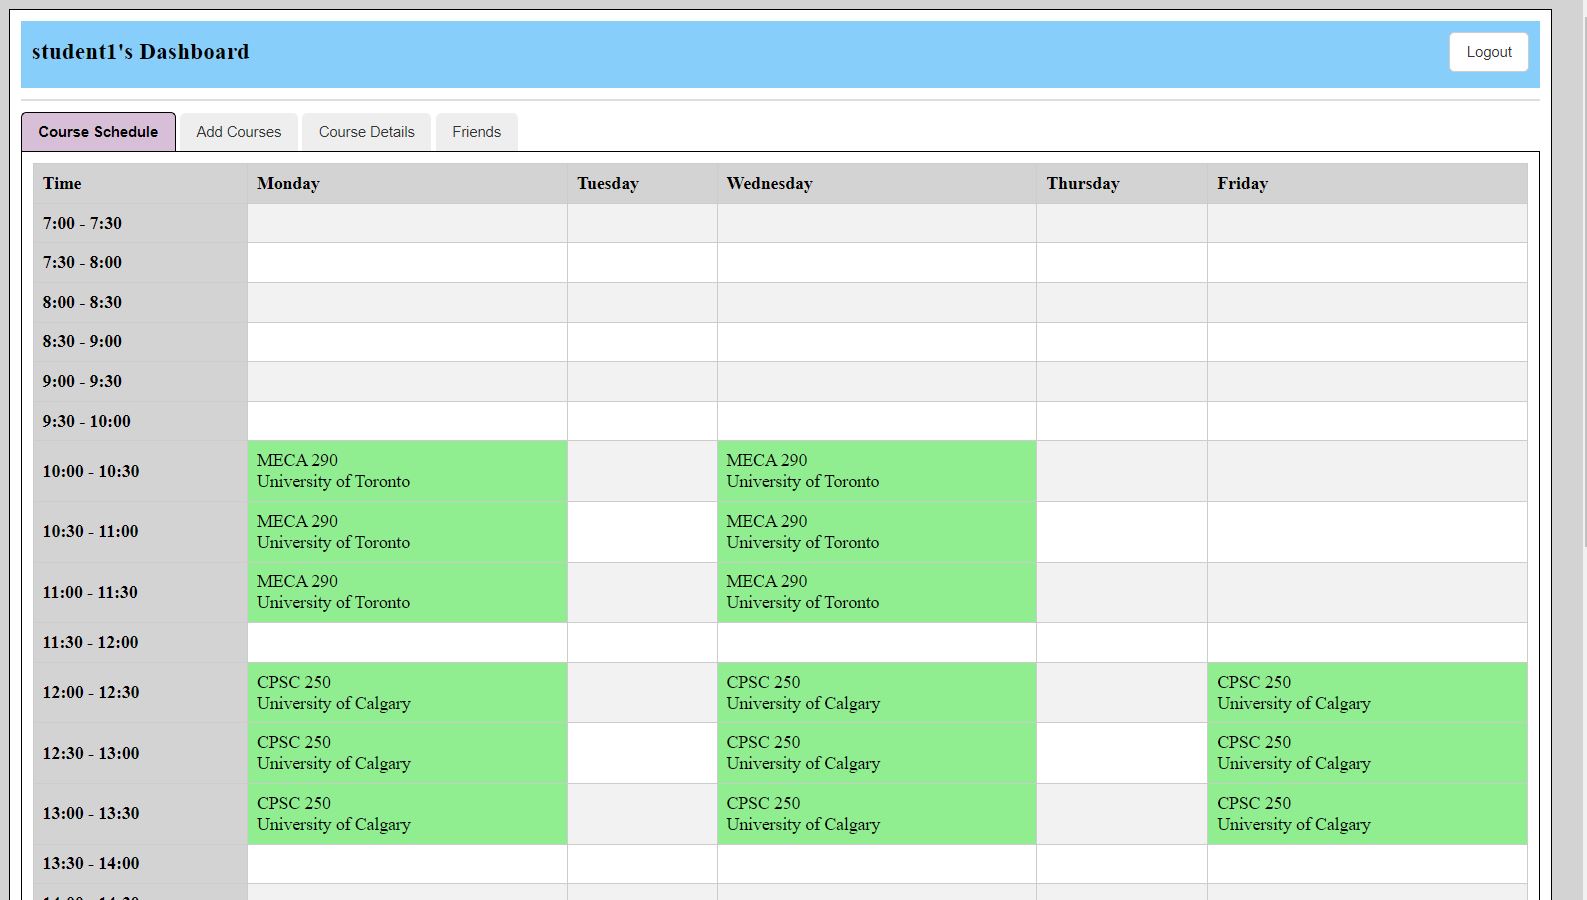 student1's Dashboard
Logout
Course Schedule Add Courses Course Details Friends
Time Monday Tuesday Wednesday Thursday Friday
7:00 - 7:30
7:30 - 8:00
8:00 - 8:30
8:30 - 9:00
9:00 - 9:30
9:30 - 10:00
10:00 - 10:30
MECA 290
University of Toronto
MECA 290
University of Toronto
10:30 - 11:00
MECA 290
University of Toronto
MECA 290
University of Toronto
11:00 - 11:30
MECA 290
University of Toronto
MECA 290
University of Toronto
11:30 - 12:00
12:00 - 12:30
CPSC 250
University of Calgary
CPSC 250
University of Calgary
CPSC 250
University of Calgary
12:30 - 13:00
CPSC 250
University of Calgary
CPSC 250
University of Calgary
CPSC 250
University of Calgary
13:00 - 13:30
CPSC 250
University of Calgary
CPSC 250
University of Calgary
CPSC 250
University of Calgary
13:30 - 14:00